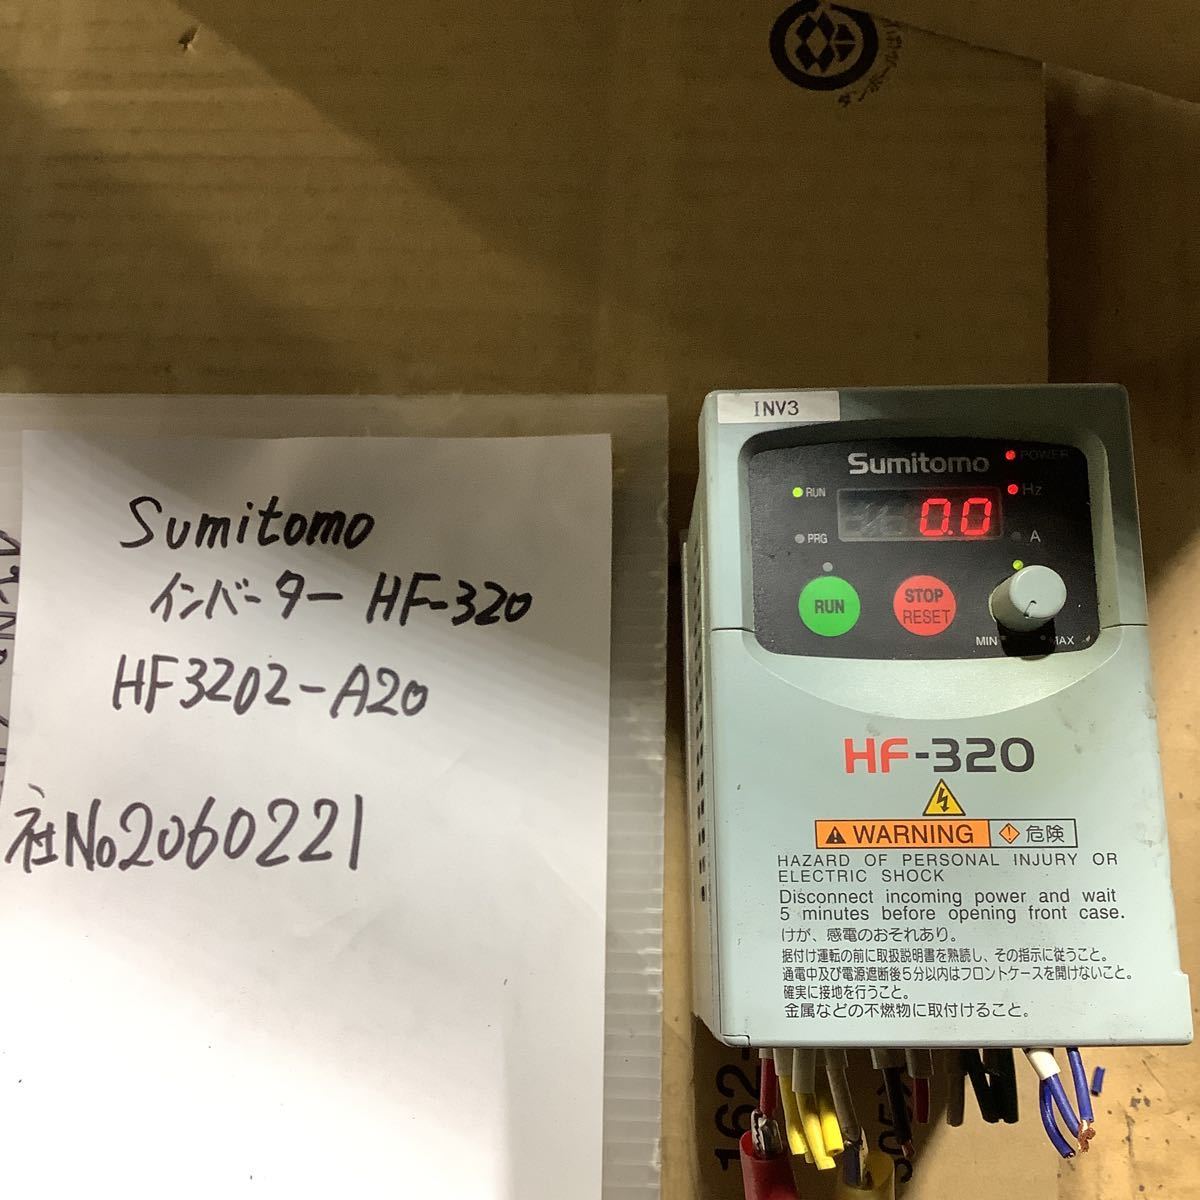 Sumitomo
インバーター HF-320
HF3202-A20
社No2060221
INV3
Sumitomo
POWER
RUN
0.0
Hz
PRG
A
RUN
STOP
RESET
MIN
MAX
HF-320
WARNING
危険
HAZARD OF PERSONAL INJURY OR
ELECTRIC SHOCK
Disconnect incoming power and wait
5 minutes before opening front case.
けが、感電のおそれあり。
据付け運転の前に取扱説明書を熟読し、その指示に従うこと。
通電中及び電源遮断後5分以内はフロントケースを開けないこと。
確実に接地を行うこと。
金属などの不燃物に取付けること。
162-